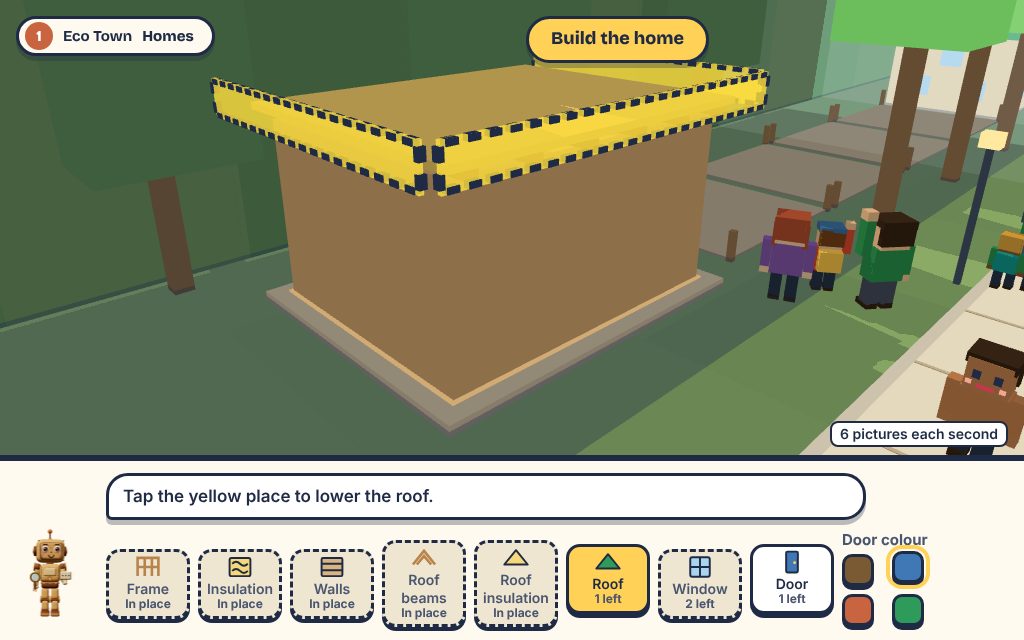 1 Eco Town Homes
Build the home
6 pictures each second
Tap the yellow place to lower the roof.
Frame
In place
Insulation
In place
Walls
In place
Roof
beams
In place
Roof
insulation
In place
Roof
1 left
Window
2 left
Door
1 left
Door colour